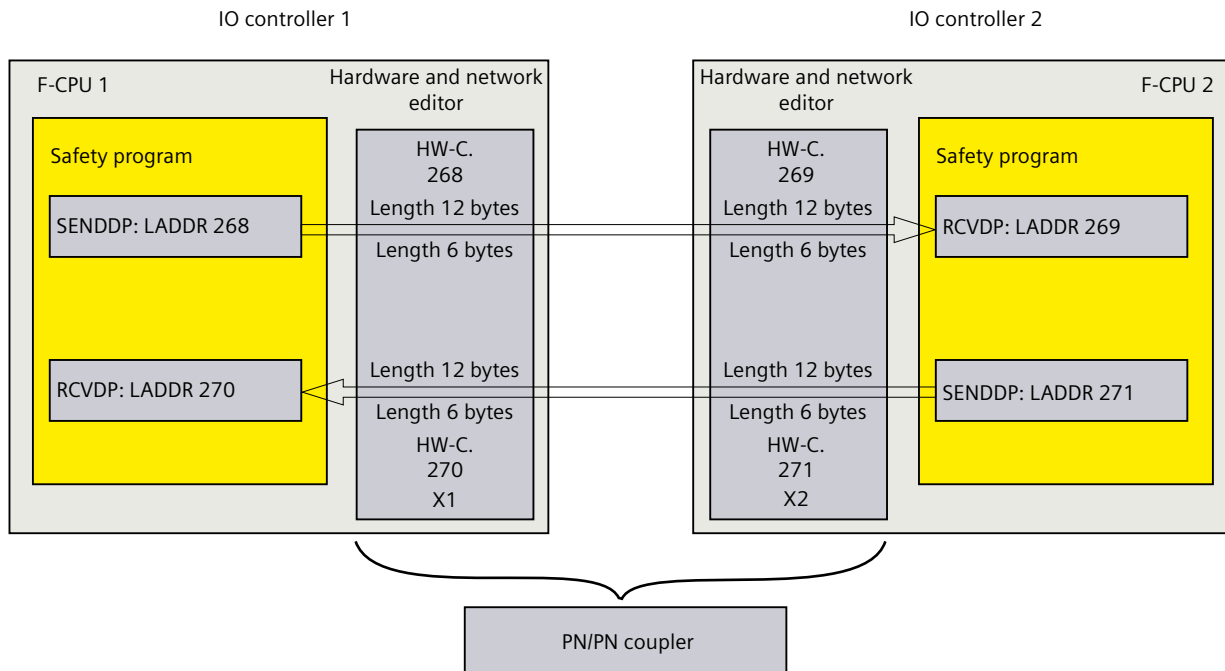 IO controller 1
IO controller 2
F-CPU 1
Hardware and network
editor
Safety program
SENDDP: LADDR 268
RCVDP: LADDR 270
HW-C.
268
Length 12 bytes
Length 6 bytes
Length 12 bytes
Length 6 bytes
HW-C.
270
X1
Hardware and network
editor
F-CPU 2
HW-C.
269
Length 12 bytes
Length 6 bytes
Length 12 bytes
Length 6 bytes
HW-C.
271
X2
Safety program
RCVDP: LADDR 269
SENDDP: LADDR 271
PN/PN coupler